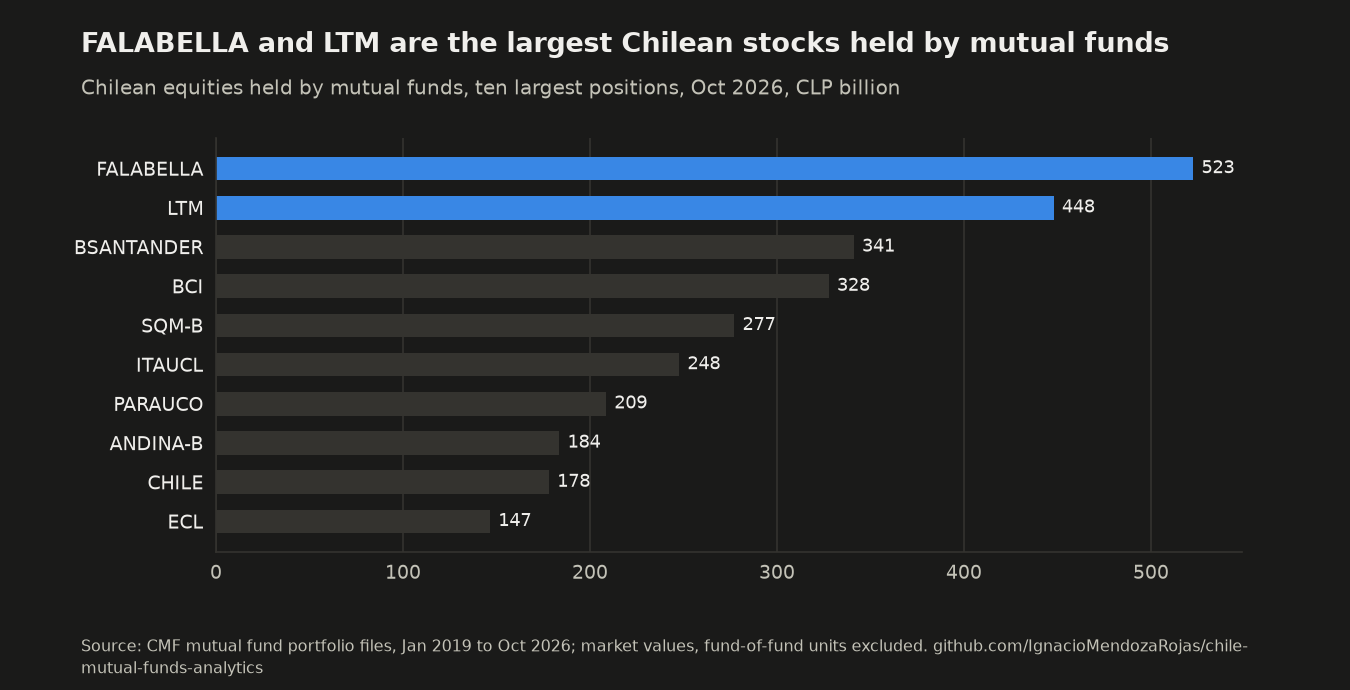 FALABELLA and LTM are the largest Chilean stocks held by mutual funds
Chilean equities held by mutual funds, ten largest positions, Oct 2026, CLP billion
FALABELLA 523
LTM 448
BSANTANDER 341
BCI 328
SQM-B 277
ITAUCL 248
PARAUCO 209
ANDINA-B 184
CHILE 178
ECL 147
0 100 200 300 400 500
Source: CMF mutual fund portfolio files, Jan 2019 to Oct 2026; market values, fund-of-fund units excluded. github.com/IgnacioMendozaRojas/chile-
mutual-funds-analytics